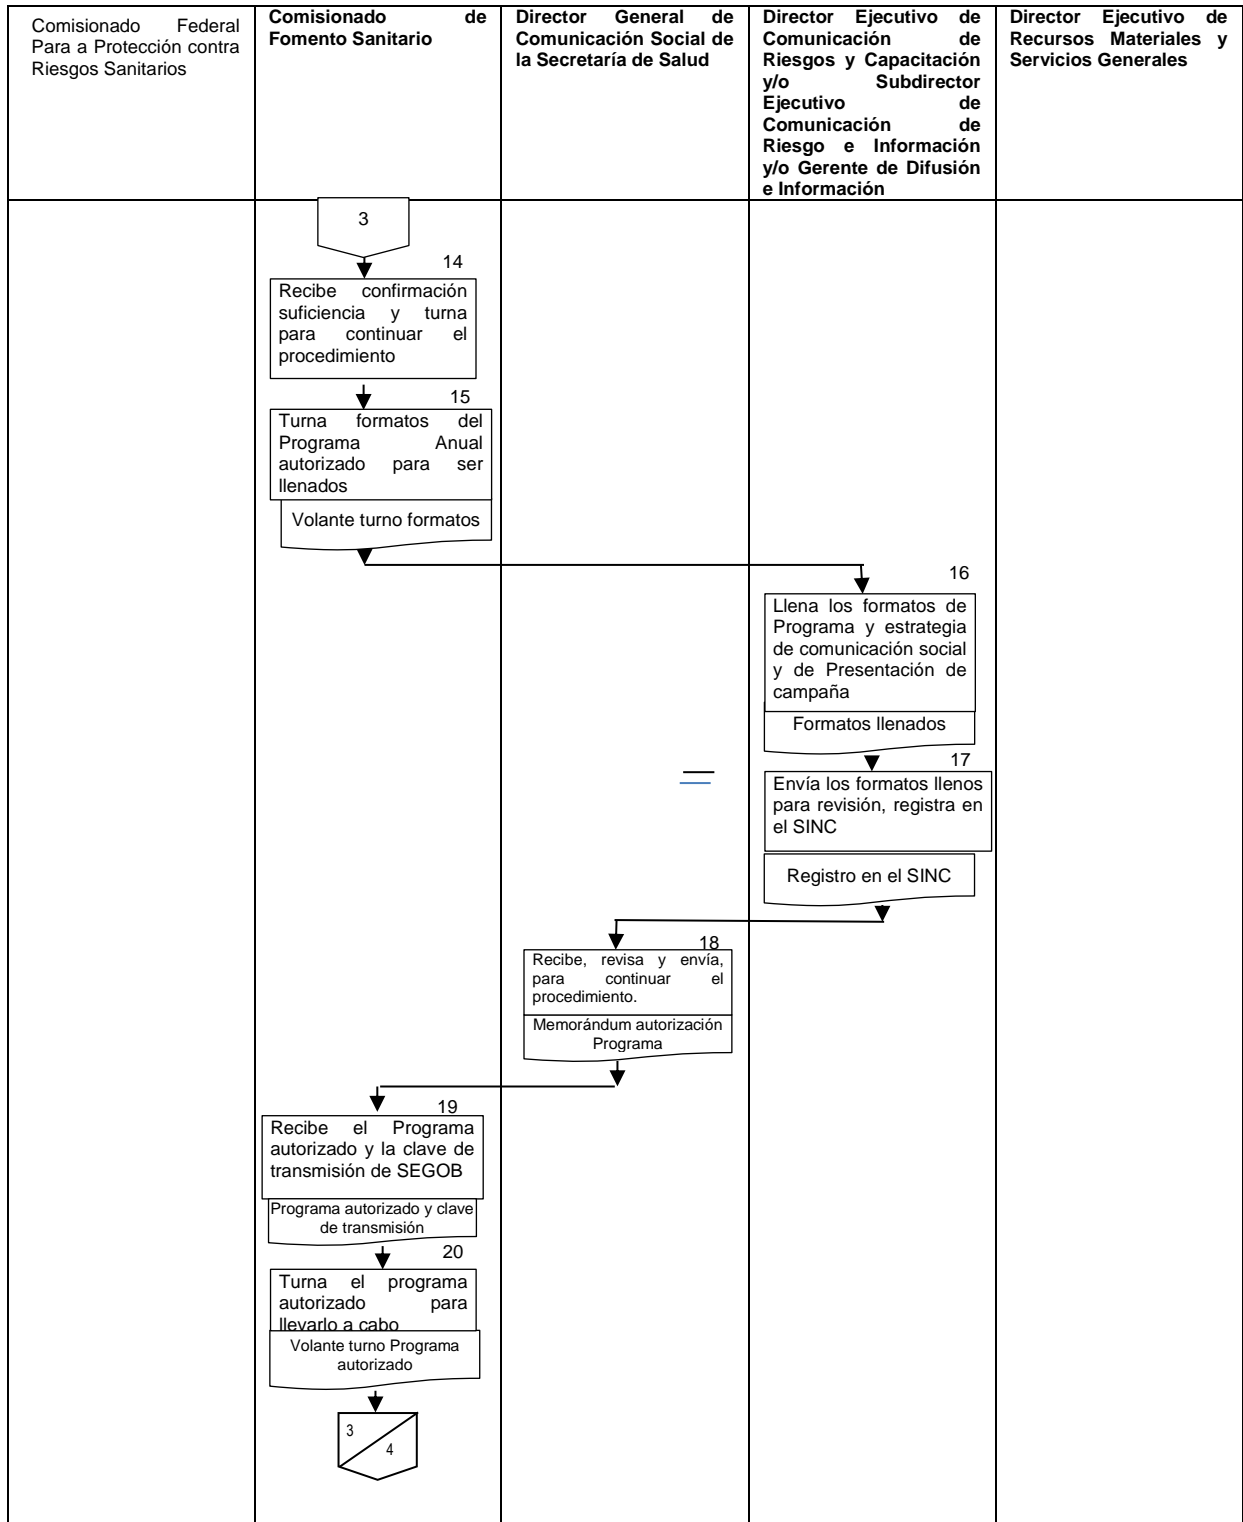 Comisionado Federal
Para a Protección contra
Riesgos Sanitarios
Comisionado de
Fomento Sanitario
Director General de
Comunicación Social de
la Secretaría de Salud
Director Ejecutivo de
Comunicación de
Riesgos y Capacitación
y/o Subdirector
Ejecutivo de
Comunicación de
Riesgo e Información
y/o Gerente de Difusión
e Información
Director Ejecutivo de
Recursos Materiales y
Servicios Generales
3
14
Recibe confirmación
suficiencia y turna
para continuar el
procedimiento
15
Turna formatos del
Programa Anual
autorizado para ser
llenados
Volante turno formatos
16
Llena los formatos de
Programa y estrategia
de comunicación social
y de Presentación de
campaña
Formatos llenados
17
Envía los formatos llenos
para revisión, registra en
el SINC
Registro en el SINC
18
Recibe, revisa y envía,
para continuar el
procedimiento.
Memorándum autorización
Programa
19
Recibe el Programa
autorizado y la clave de
transmisión de SEGOB
Programa autorizado y clave
de transmisión
20
Turna el programa
autorizado para
llevarlo a cabo
Volante turno Programa
autorizado
3
4